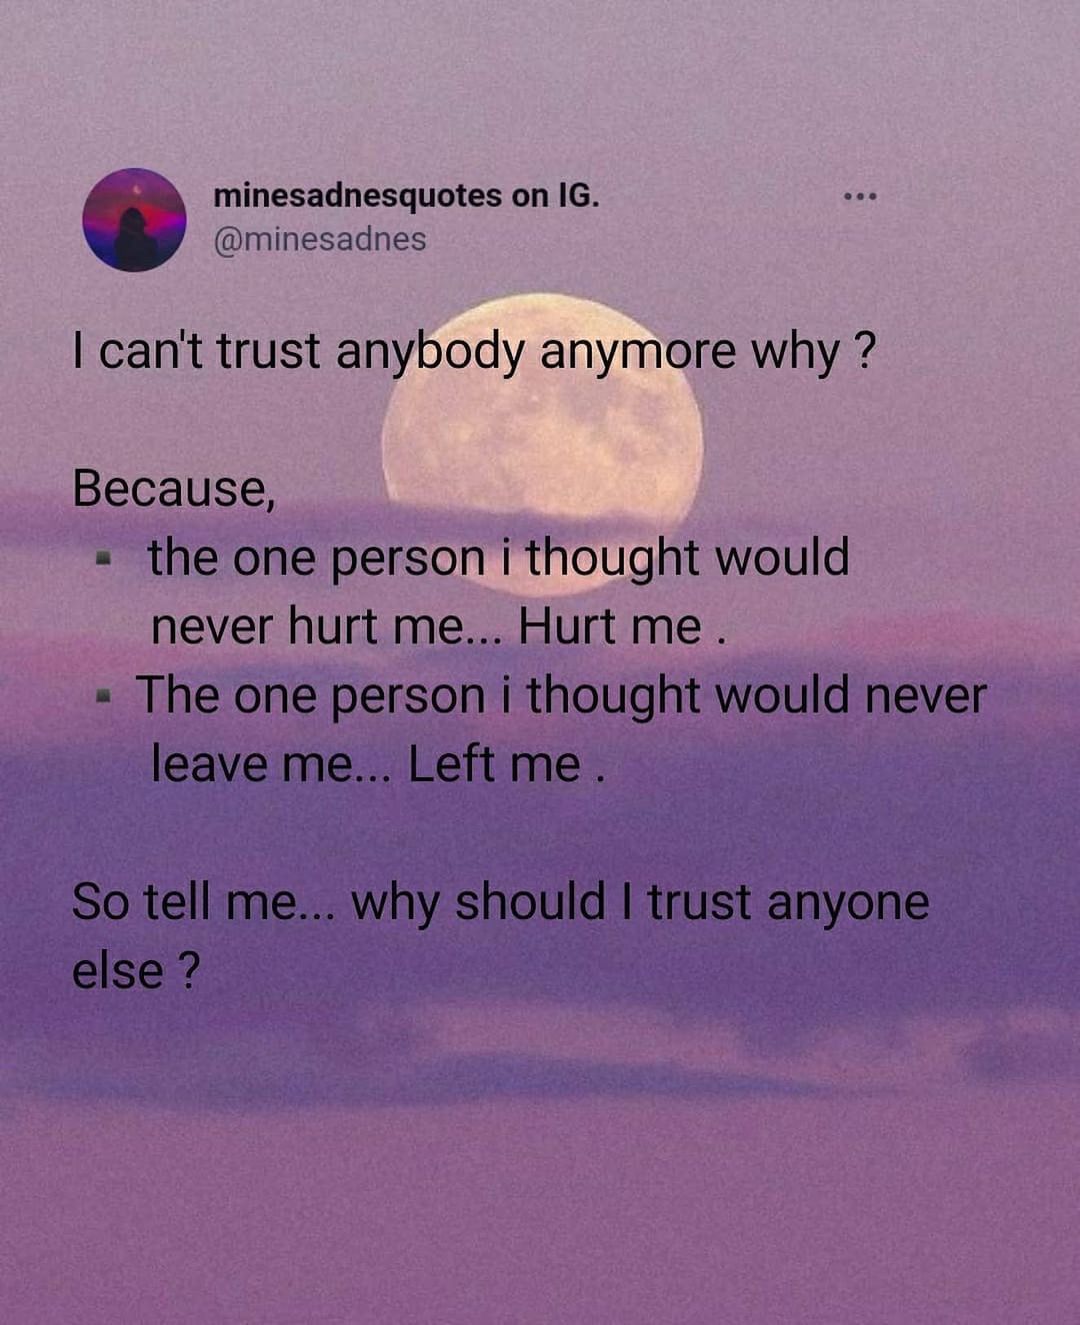 minesadnesquotes on IG.
@minesadnes
I can't trust anybody anymore why ?
Because,
▪ the one person i thought would
never hurt me... Hurt me .
▪ The one person i thought would never
leave me... Left me .
So tell me... why should I trust anyone
else ?